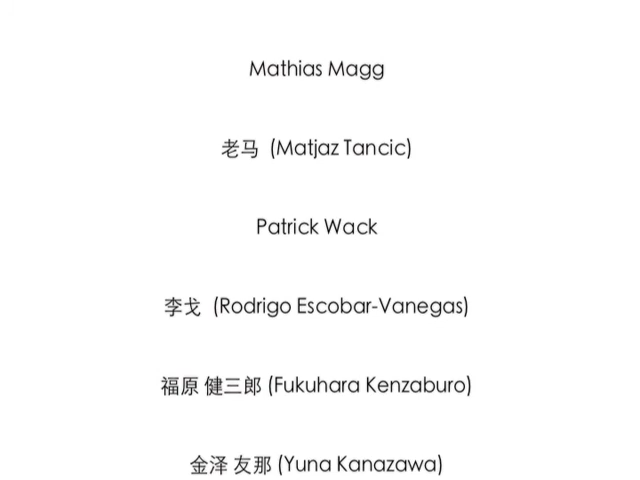 Mathias Magg
老马 (Matjaz Tancic)
Patrick Wack
李戈 (Rodrigo Escobar-Vanegas)
福原 健三郎 (Fukuhara Kenzaburo)
金泽 友那 (Yuna Kanazawa)